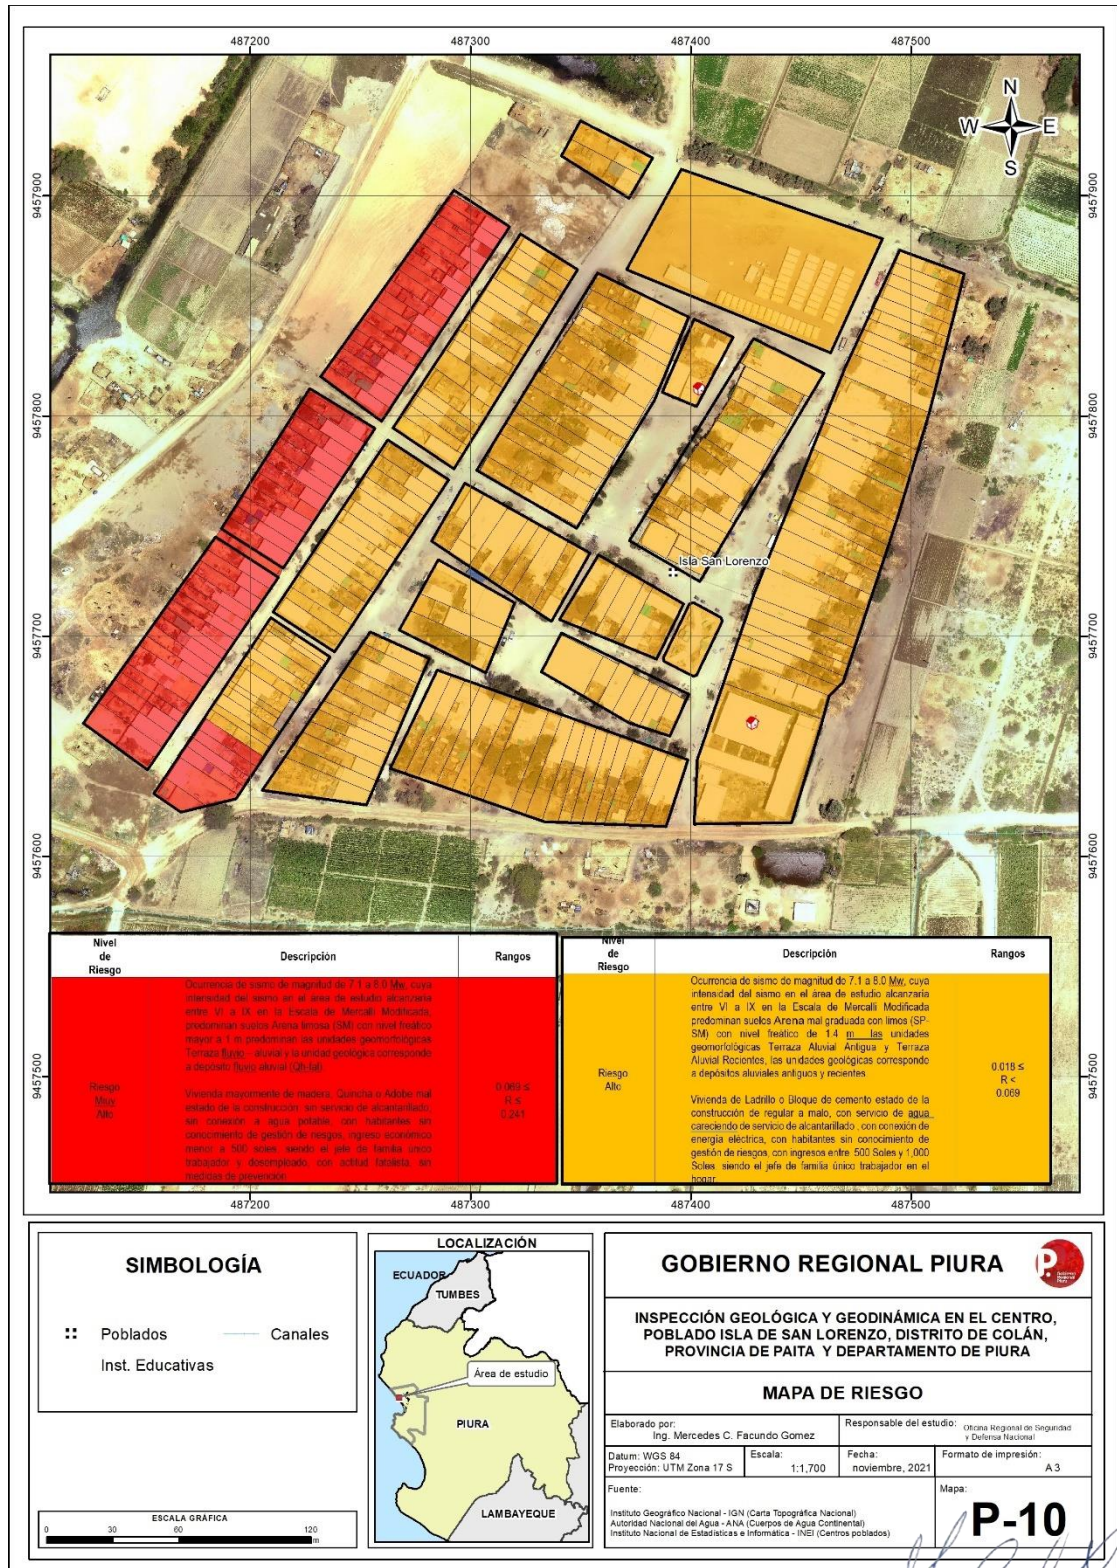 487200 487300 487400 487500
N
W E
S
9457900 9457900
9457800 9457800
Isla San Lorenzo
9457700 9457700
9457600 9457600
9457500 9457500
Nivel
de
Riesgo
Descripción
Rangos
Riesgo
Muy
Alto
Ocurrencia de sismo de magnitud de 7.1 a 8.0 Mw, cuya
intensidad del sismo en el área de estudio alcanzaría
entre VI a IX en la Escala de Mercalli Modificada,
predominan suelos Arena limosa (SM) con nivel freático
mayor a 1 m predominan las unidades geomorfológicas
Terraza fluvio – aluvial y la unidad geológica corresponde
a depósito fluvio aluvial (Qh-fal)
Vivienda mayormente de madera, Quincha o Adobe mal
estado de la construcción, sin servicio de alcantarillado,
sin conexión a agua potable, con habitantes sin
conocimiento de gestión de riesgos, ingreso económico
menor a 500 soles, siendo el jefe de familia único
trabajador y desempleado, con actitud fatalista, sin
medidas de prevención
0.069 ≤
R ≤
0.241
Nivel
de
Riesgo
Descripción
Rangos
Riesgo
Alto
Ocurrencia de sismo de magnitud de 7.1 a 8.0 Mw, cuya
intensidad del sismo en el área de estudio alcanzaría
entre VI a IX en la Escala de Mercalli Modificada
predominan suelos Arena mal graduada con limos (SP-
SM) con nivel freático de 1.4 m las unidades
geomorfológicas Terraza Aluvial Antigua y Terraza
Aluvial Recientes, las unidades geológicas corresponde
a depósitos aluviales antiguos y recientes
Vivienda de Ladrillo o Bloque de cemento estado de la
construcción de regular a malo, con servicio de agua
careciendo de servicio de alcantarillado , con conexión de
energía eléctrica, con habitantes sin conocimiento de
gestión de riesgos, con ingresos entre 500 Soles y 1,000
Soles siendo el jefe de familia único trabajador en el
hogar
0.018 ≤
R <
0.069
487200 487300 487400 487500
SIMBOLOGÍA
Poblados
Canales
Inst. Educativas
ESCALA GRÁFICA
0 30 60 120
m
LOCALIZACIÓN
ECUADOR
TUMBES
Área de estudio
PIURA
LAMBAYEQUE
GOBIERNO REGIONAL PIURA
P.
Gobierno
Regional
Piura
INSPECCIÓN GEOLÓGICA Y GEODINÁMICA EN EL CENTRO,
POBLADO ISLA DE SAN LORENZO, DISTRITO DE COLÁN,
PROVINCIA DE PAITA Y DEPARTAMENTO DE PIURA
MAPA DE RIESGO
Elaborado por:
Ing. Mercedes C. Facundo Gomez
Responsable del estudio: Oficina Regional de Seguridad
y Defensa Nacional
Datum: WGS 84
Proyección: UTM Zona 17 S
Escala:
1:1,700
Fecha:
noviembre, 2021
Formato de impresión:
A 3
Fuente:
Instituto Geográfico Nacional - IGN (Carta Topográfica Nacional)
Autoridad Nacional del Agua - ANA (Cuerpos de Agua Continental)
Instituto Nacional de Estadísticas e Informática - INEI (Centros poblados)
Mapa:
P-10